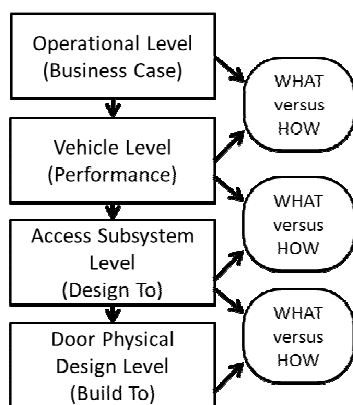 Operational Level
(Business Case)
WHAT
versus
HOW
Vehicle Level
(Performance)
WHAT
versus
HOW
Access Subsystem
Level
(Design To)
WHAT
versus
HOW
Door Physical
Design Level
(Build To)